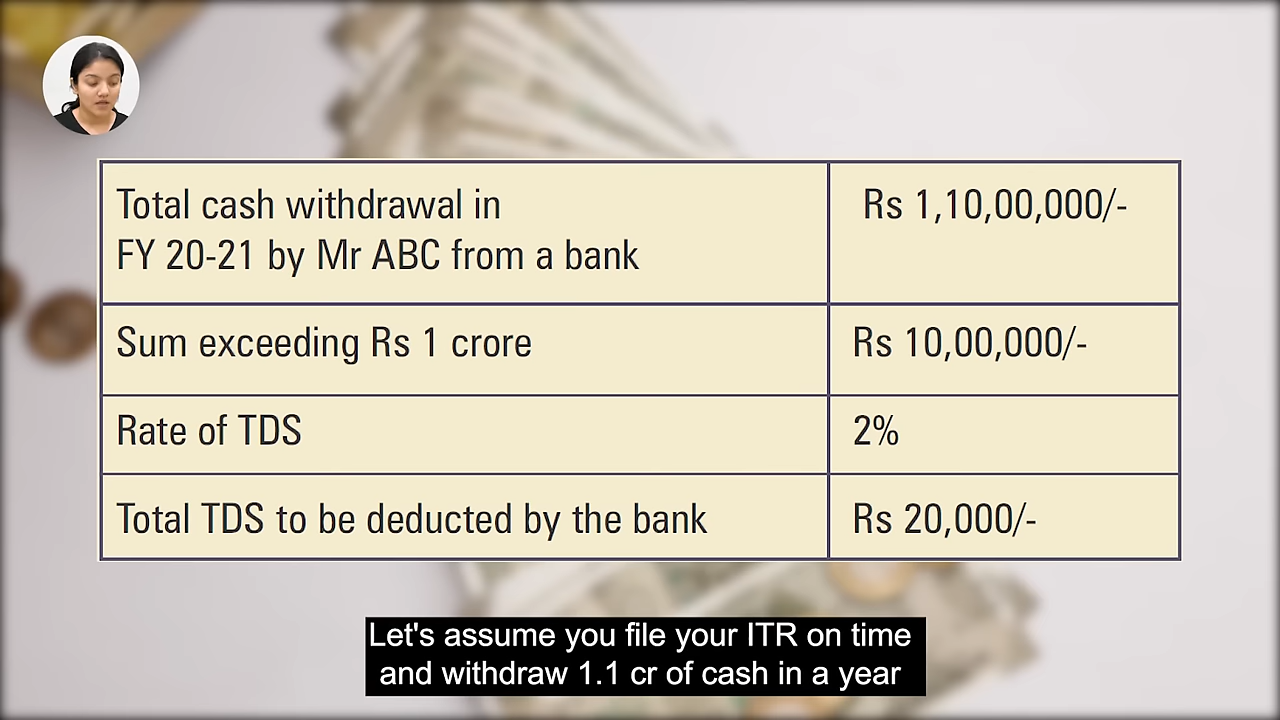 Total cash withdrawal in
FY 20-21 by Mr ABC from a bank
Rs 1,10,00,000/-
Sum exceeding Rs 1 crore
Rs 10,00,000/-
Rate of TDS
2%
Total TDS to be deducted by the bank
Rs 20,000/-
Let's assume you file your ITR on time
and withdraw 1.1 cr of cash in a year